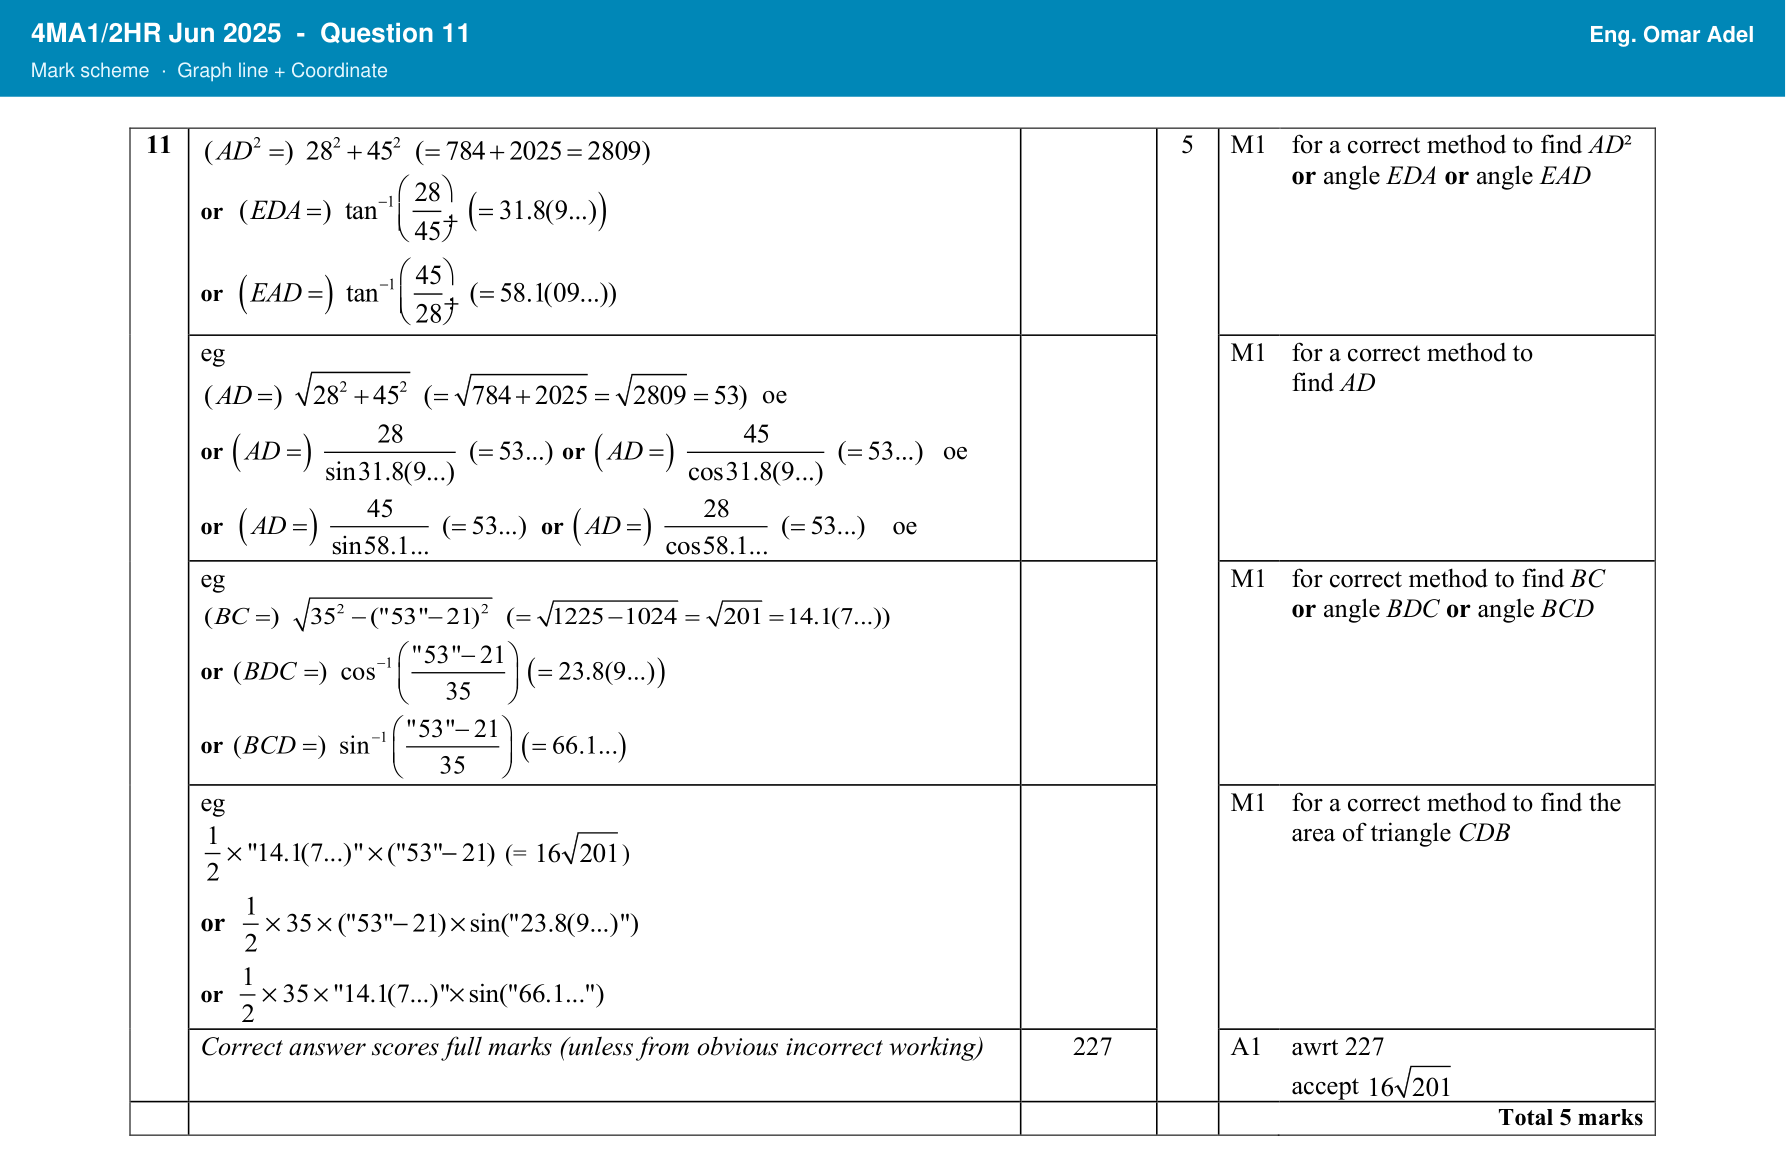 4MA1/2HR Jun 2025 - Question 11
Eng. Omar Adel
Mark scheme · Graph line + Coordinate
11 (AD² =) 28² + 45² (= 784 + 2025 = 2809) 5 M1 for a correct method to find AD²
or angle EDA or angle EAD
or (EDA =) tan⁻¹(28/45) (= 31.8(9...))
or (EAD =) tan⁻¹(45/28) (= 58.1(09...))
eg M1 for a correct method to
find AD
(AD =) √(28² + 45²) (= √(784 + 2025) = √2809 = 53) oe
or (AD =) 28/sin31.8(9...) (= 53...) or (AD =) 45/cos31.8(9...) (= 53...) oe
or (AD =) 45/sin58.1... (= 53...) or (AD =) 28/cos58.1... (= 53...) oe
eg M1 for correct method to find BC
or angle BDC or angle BCD
(BC =) √(35² − ("53"− 21)²) (= √(1225 − 1024) = √201 = 14.1(7...))
or (BDC =) cos⁻¹(("53"− 21)/35) (= 23.8(9...))
or (BCD =) sin⁻¹(("53"− 21)/35) (= 66.1...)
eg M1 for a correct method to find the
area of triangle CDB
1/2 × "14.1(7...)" × ("53"− 21) (= 16√201)
or 1/2 × 35 × ("53"− 21) × sin("23.8(9...)")
or 1/2 × 35 × "14.1(7...)" × sin("66.1...")
Correct answer scores full marks (unless from obvious incorrect working) 227 A1 awrt 227
accept 16√201
Total 5 marks